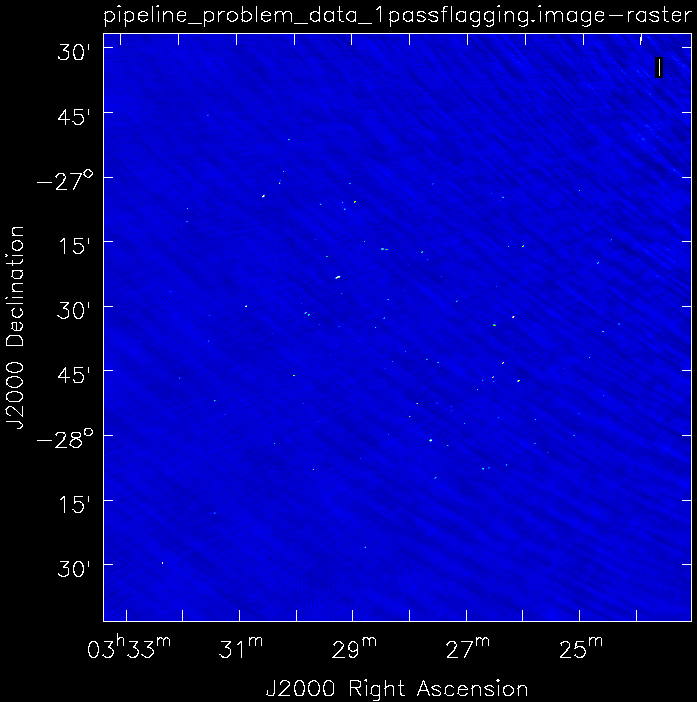 pipeline_problem_data_1passflagging.image-raster
30'
45'
-27°
15'
30'
45'
-28°
15'
30'
J2000 Declination
03ʰ33ᵐ 31ᵐ 29ᵐ 27ᵐ 25ᵐ
J2000 Right Ascension